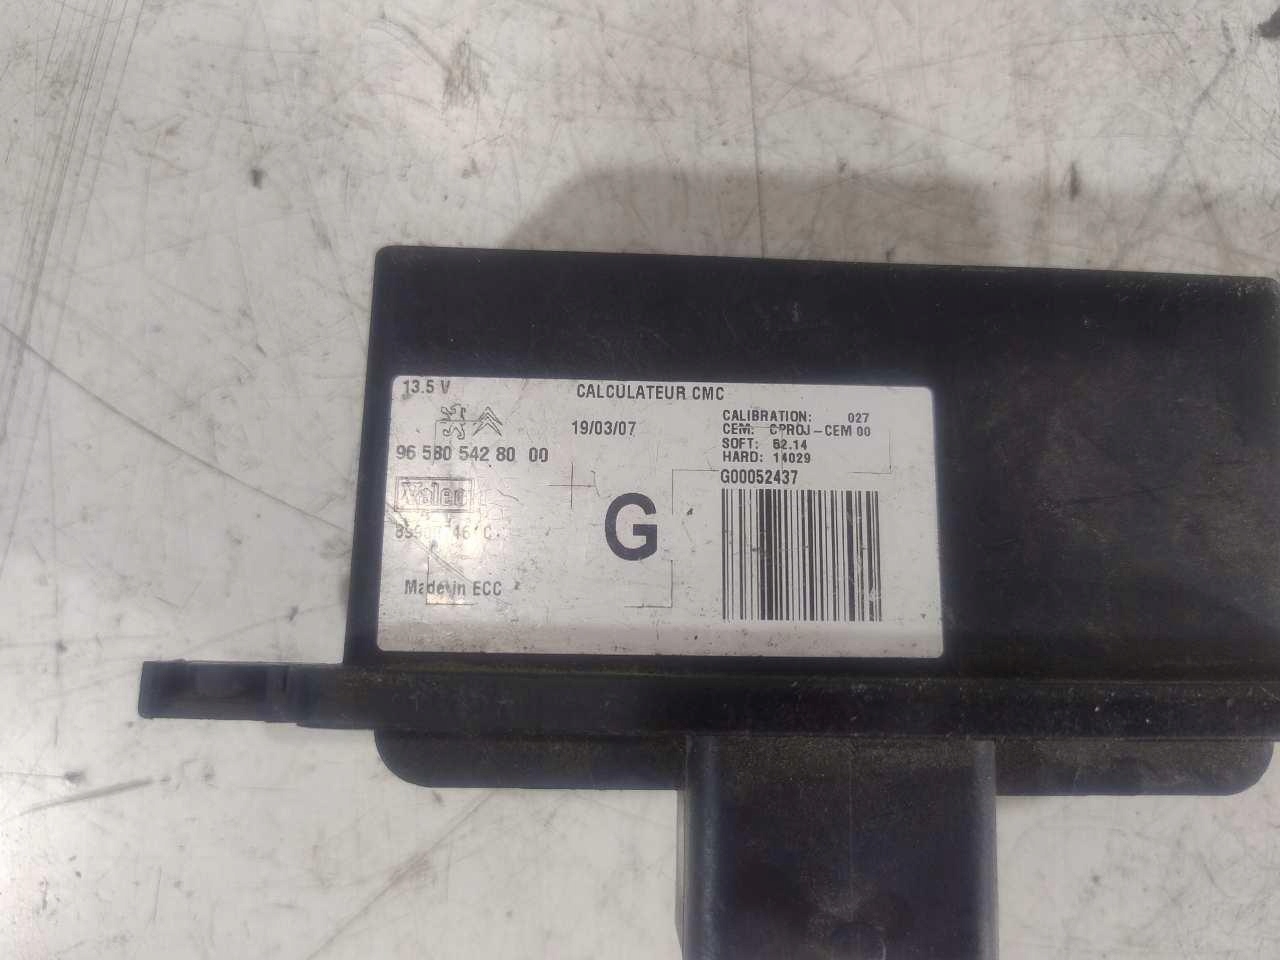 13.5 V
CALCULATEUR CMC
19/03/07
CALIBRATION: 027
CEM: CPROJ-CEM 00
SOFT: B2.14
HARD: 14029
96 580 542 80 00
G00052437
Valeo
G
Made in ECC